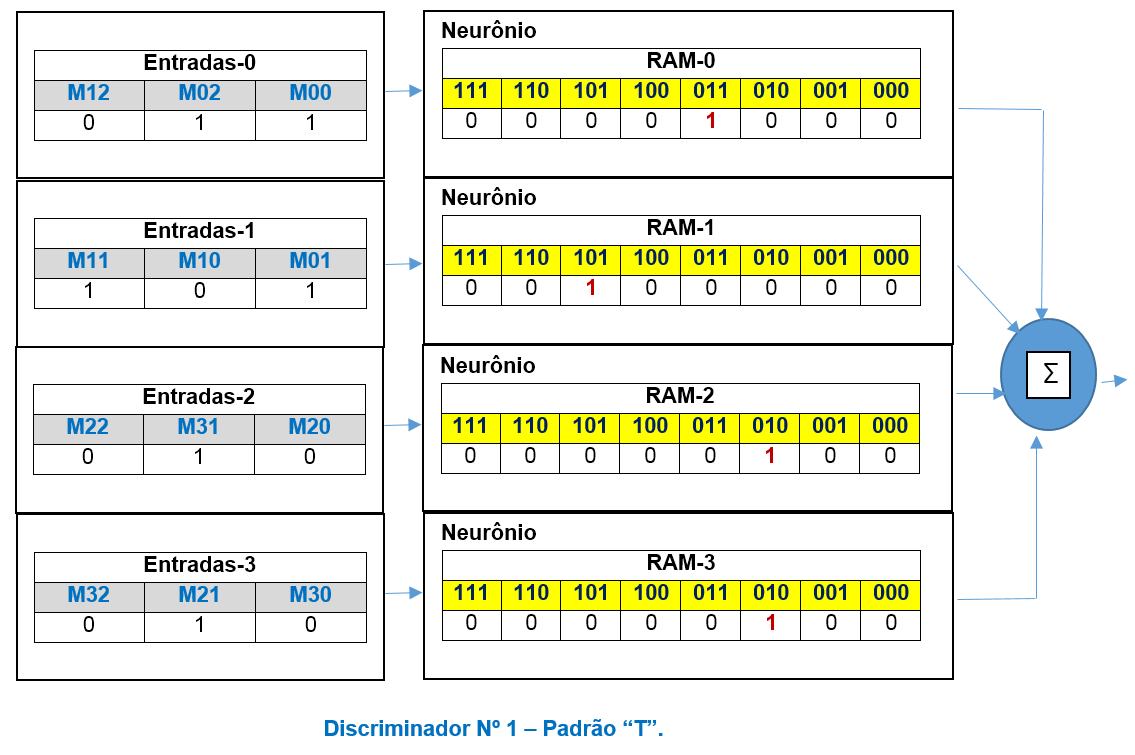 Entradas-0
M12 M02 M00
0 1 1
Neurônio
RAM-0
111 110 101 100 011 010 001 000
0 0 0 0 1 0 0 0
Entradas-1
M11 M10 M01
1 0 1
Neurônio
RAM-1
111 110 101 100 011 010 001 000
0 0 1 0 0 0 0 0
Entradas-2
M22 M31 M20
0 1 0
Neurônio
RAM-2
111 110 101 100 011 010 001 000
0 0 0 0 0 1 0 0
Entradas-3
M32 M21 M30
0 1 0
Neurônio
RAM-3
111 110 101 100 011 010 001 000
0 0 0 0 0 1 0 0
Σ
Discriminador Nº 1 – Padrão “T”.